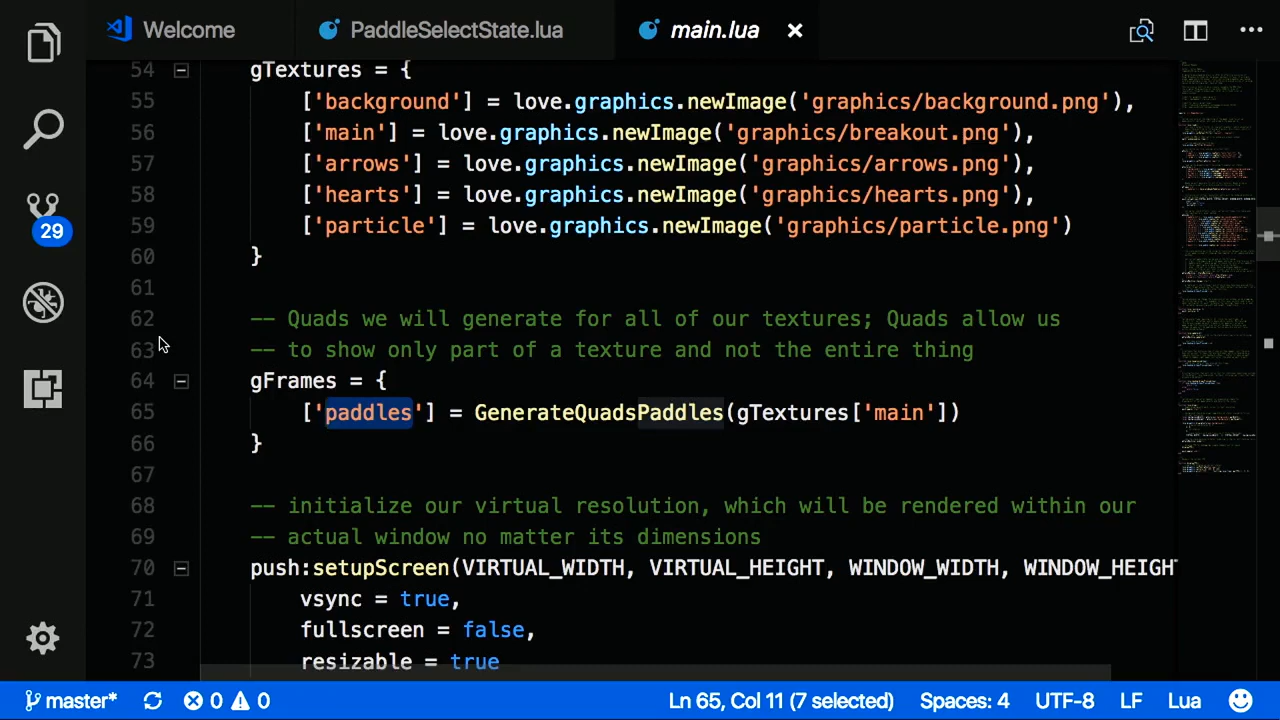 Welcome PaddleSelectState.lua main.lua
54 gTextures = {
55 ['background'] = love.graphics.newImage('graphics/background.png'),
56 ['main'] = love.graphics.newImage('graphics/breakout.png'),
57 ['arrows'] = love.graphics.newImage('graphics/arrows.png'),
58 ['hearts'] = love.graphics.newImage('graphics/hearts.png'),
59 ['particle'] = love.graphics.newImage('graphics/particle.png')
60 }
61
62 -- Quads we will generate for all of our textures; Quads allow us
63 -- to show only part of a texture and not the entire thing
64 gFrames = {
65 ['paddles'] = GenerateQuadsPaddles(gTextures['main'])
66 }
67
68 -- initialize our virtual resolution, which will be rendered within our
69 -- actual window no matter its dimensions
70 push:setupScreen(VIRTUAL_WIDTH, VIRTUAL_HEIGHT, WINDOW_WIDTH, WINDOW_HEIGHT
71 vsync = true,
72 fullscreen = false,
73 resizable = true
29
master* 0 0 Ln 65, Col 11 (7 selected) Spaces: 4 UTF-8 LF Lua